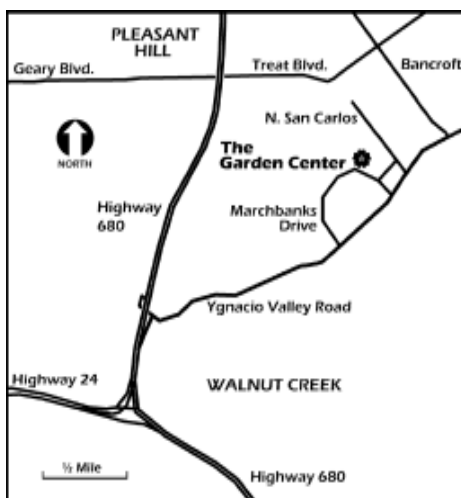 PLEASANT
HILL
Geary Blvd.
Treat Blvd.
Bancroft
N. San Carlos
NORTH
The
Garden Center
Highway
680
Marchbanks
Drive
Ygnacio Valley Road
Highway 24
WALNUT CREEK
½ Mile
Highway 680